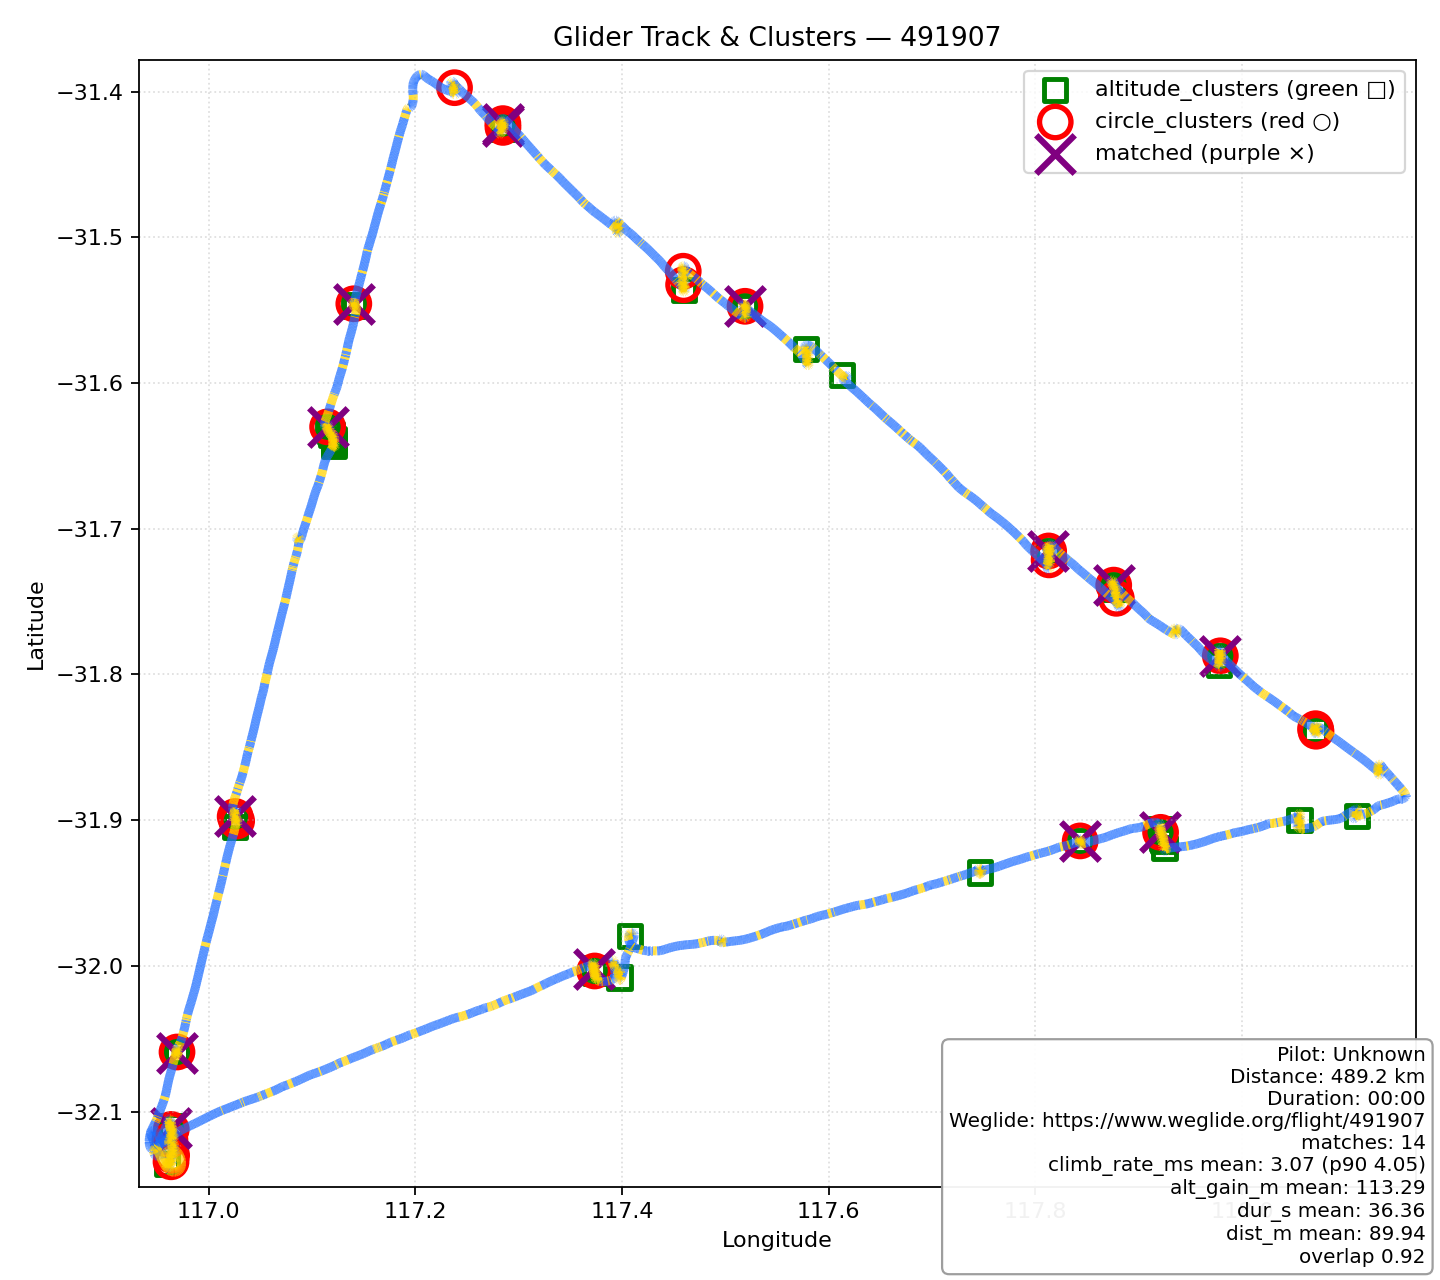 Glider Track & Clusters — 491907
altitude_clusters (green □)
circle_clusters (red ○)
matched (purple ×)
−31.4
−31.5
−31.6
−31.7
−31.8
−31.9
−32.0
−32.1
Latitude
117.0
117.2
117.4
117.6
117.8
Longitude
Pilot: Unknown
Distance: 489.2 km
Duration: 00:00
Weglide: https://www.weglide.org/flight/491907
matches: 14
climb_rate_ms mean: 3.07 (p90 4.05)
alt_gain_m mean: 113.29
dur_s mean: 36.36
dist_m mean: 89.94
overlap 0.92